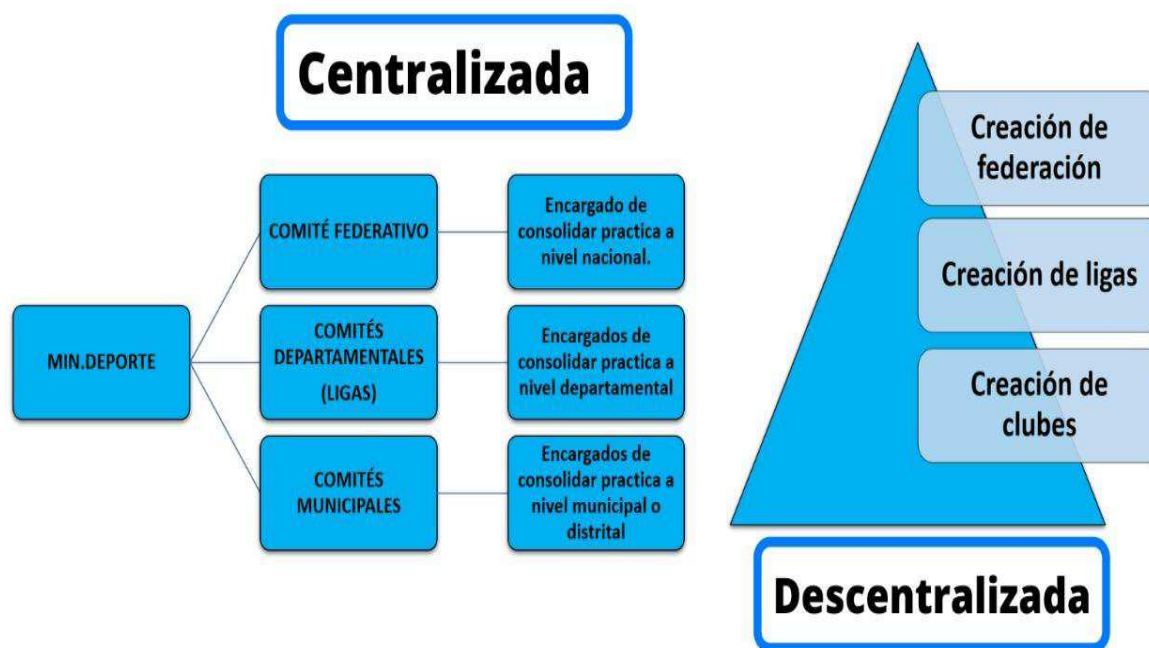 Centralizada
MIN.DEPORTE
COMITÉ FEDERATIVO
Encargado de
consolidar practica a
nivel nacional.
COMITÉS
DEPARTAMENTALES
(LIGAS)
Encargados de
consolidar practica a
nivel departamental
COMITÉS
MUNICIPALES
Encargados de
consolidar practica a
nivel municipal o
distrital
Creación de
federación
Creación de ligas
Creación de
clubes
Descentralizada